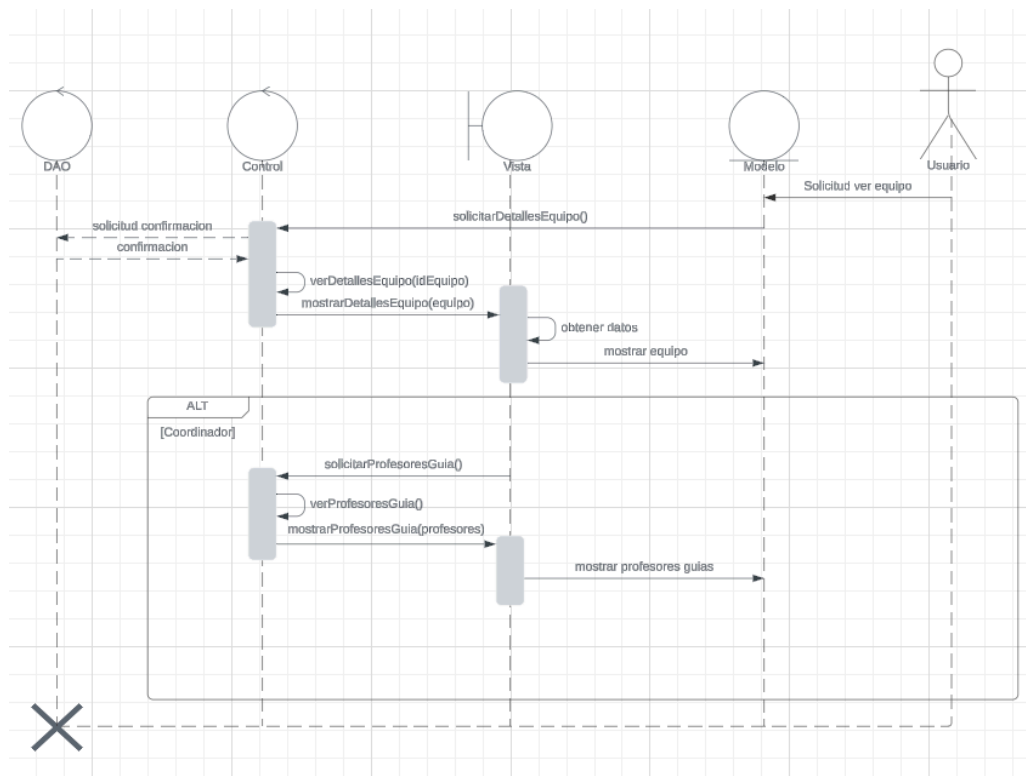 DAO
Control
Vista
Modelo
Usuario
Solicitud ver equipo
solicitarDetallesEquipo()
solicitud confirmacion
confirmacion
verDetallesEquipo(idEquipo)
mostrarDetallesEquipo(equipo)
obtener datos
mostrar equipo
ALT
[Coordinador]
solicitarProfesoresGuia()
verProfesoresGuia()
mostrarProfesoresGuia(profesores)
mostrar profesores guias